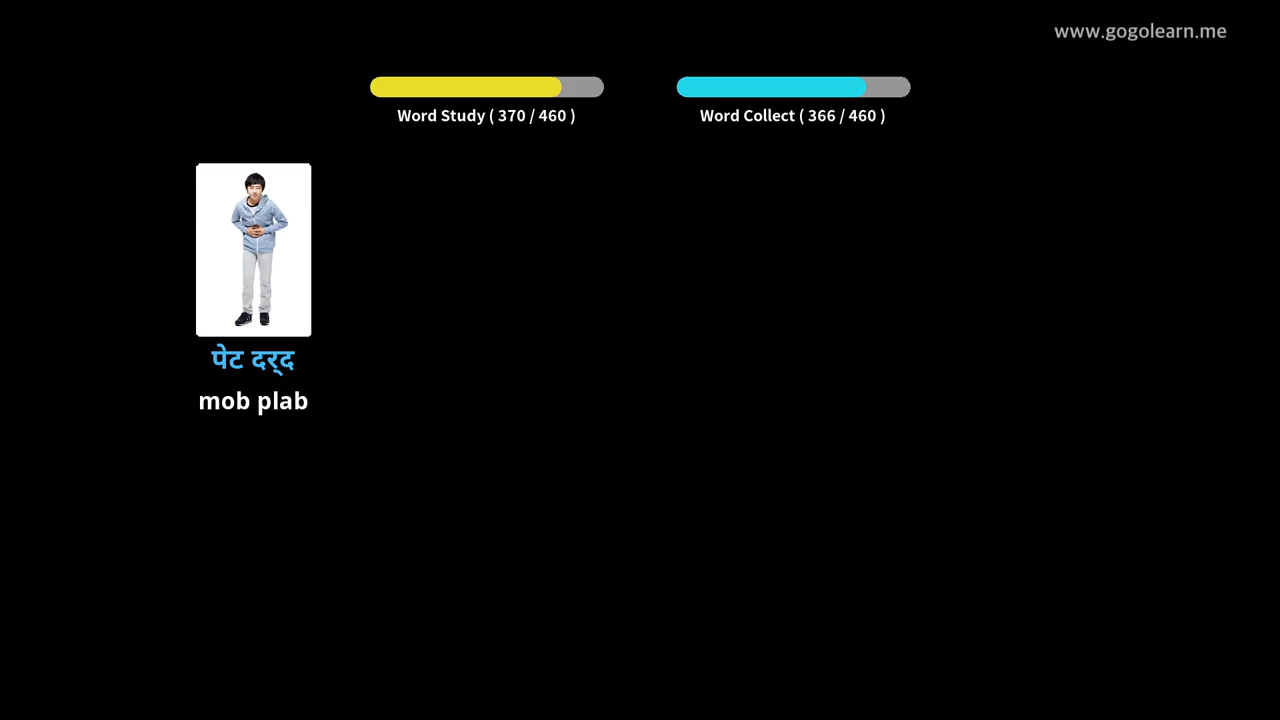 www.gogolearn.me
Word Study ( 370 / 460 )
Word Collect ( 366 / 460 )
पेट दर्द
mob plab